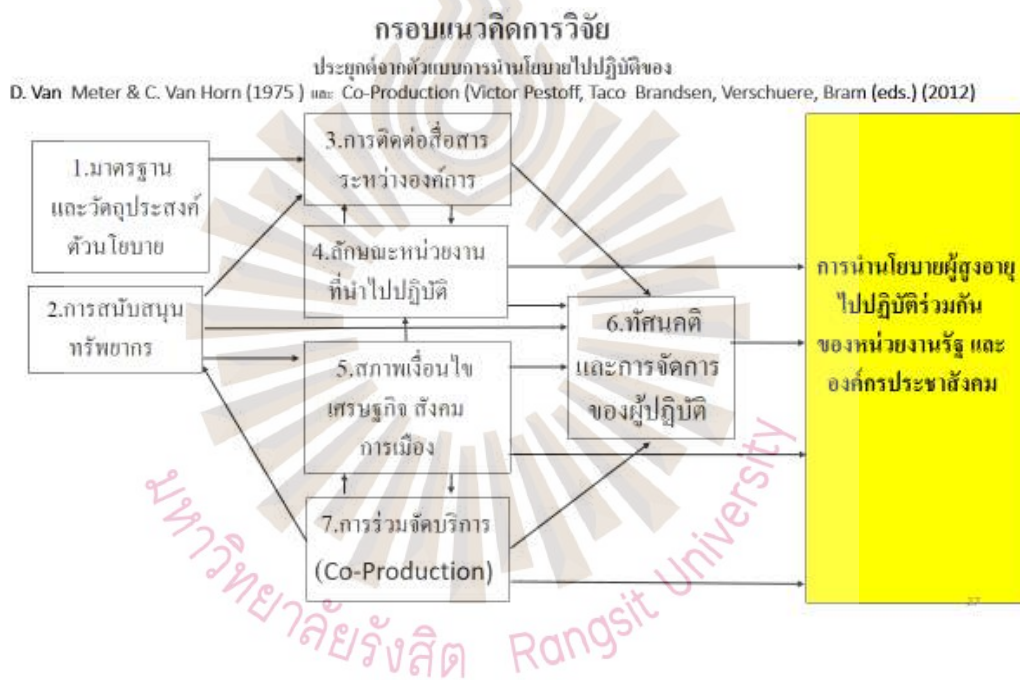 กรอบแนวคิดการวิจัย
ประยุกต์จากตัวแบบการนำนโยบายไปปฏิบัติของ
D. Van Meter & C. Van Horn (1975 ) และ Co-Production (Victor Pestoff, Taco Brandsen, Verschuere, Bram (eds.) (2012)
1.มาตรฐาน
และวัตถุประสงค์
ตัวนโยบาย
2.การสนับสนุน
ทรัพยากร
3.การติดต่อสื่อสาร
ระหว่างองค์การ
4.ลักษณะหน่วยงาน
ที่นำไปปฏิบัติ
5.สภาพเงื่อนไข
เศรษฐกิจ สังคม
การเมือง
7.การร่วมจัดบริการ
(Co-Production)
6.ทัศนคติ
และการจัดการ
ของผู้ปฏิบัติ
การนำนโยบายผู้สูงอายุ
ไปปฏิบัติร่วมกัน
ของหน่วยงานรัฐ และ
องค์กรประชาสังคม
37
มหาวิทยาลัยรังสิต Rangsit University